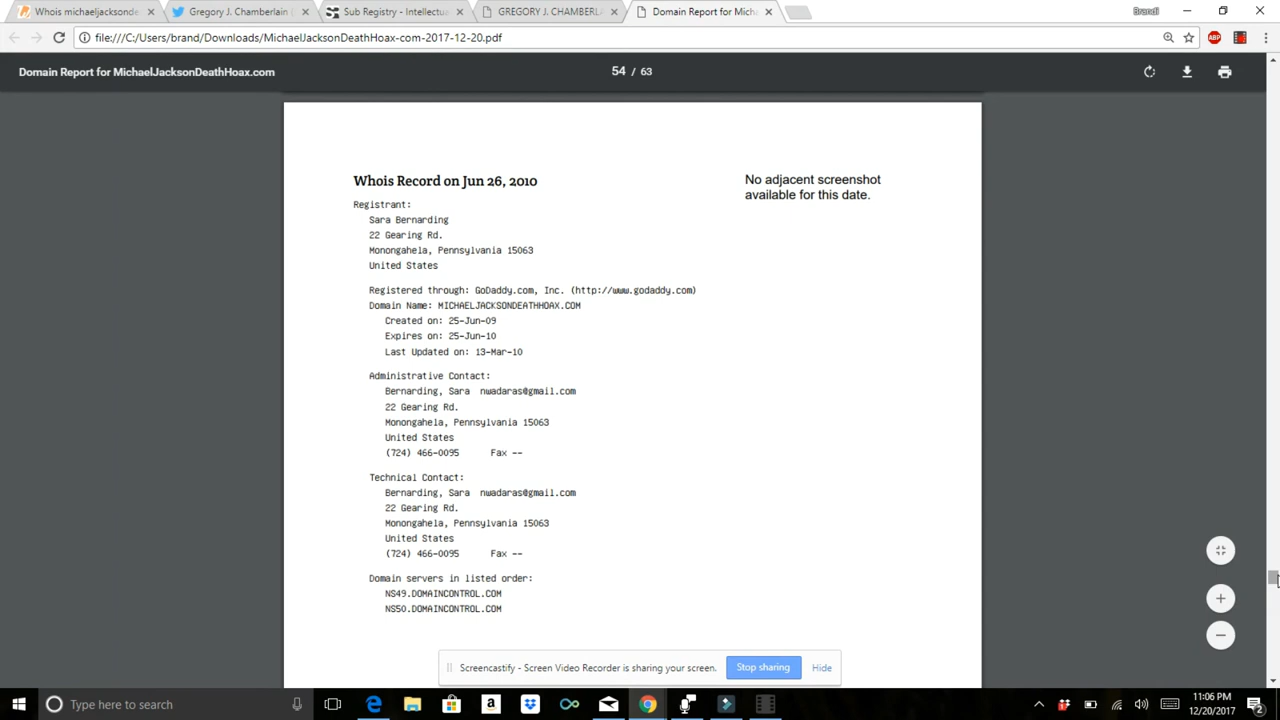 Whois michaeljacksonde
Gregory J. Chamberlain (
Sub Registry - Intellectua
GREGORY J. CHAMBERLA
Domain Report for Micha
Brandi
file:///C:/Users/brand/Downloads/MichaelJacksonDeathHoax-com-2017-12-20.pdf
ABP
Domain Report for MichaelJacksonDeathHoax.com
54 / 63
Whois Record on Jun 26, 2010
No adjacent screenshot
available for this date.
Registrant:
Sara Bernarding
22 Gearing Rd.
Monongahela, Pennsylvania 15063
United States
Registered through: GoDaddy.com, Inc. (http://www.godaddy.com)
Domain Name: MICHAELJACKSONDEATHHOAX.COM
Created on: 25-Jun-09
Expires on: 25-Jun-10
Last Updated on: 13-Mar-10
Administrative Contact:
Bernarding, Sara nwadaras@gmail.com
22 Gearing Rd.
Monongahela, Pennsylvania 15063
United States
(724) 466-0095 Fax --
Technical Contact:
Bernarding, Sara nwadaras@gmail.com
22 Gearing Rd.
Monongahela, Pennsylvania 15063
United States
(724) 466-0095 Fax --
Domain servers in listed order:
NS49.DOMAINCONTROL.COM
NS50.DOMAINCONTROL.COM
Screencastify - Screen Video Recorder is sharing your screen.
Stop sharing
Hide
Type here to search
11:06 PM
12/20/2017
2